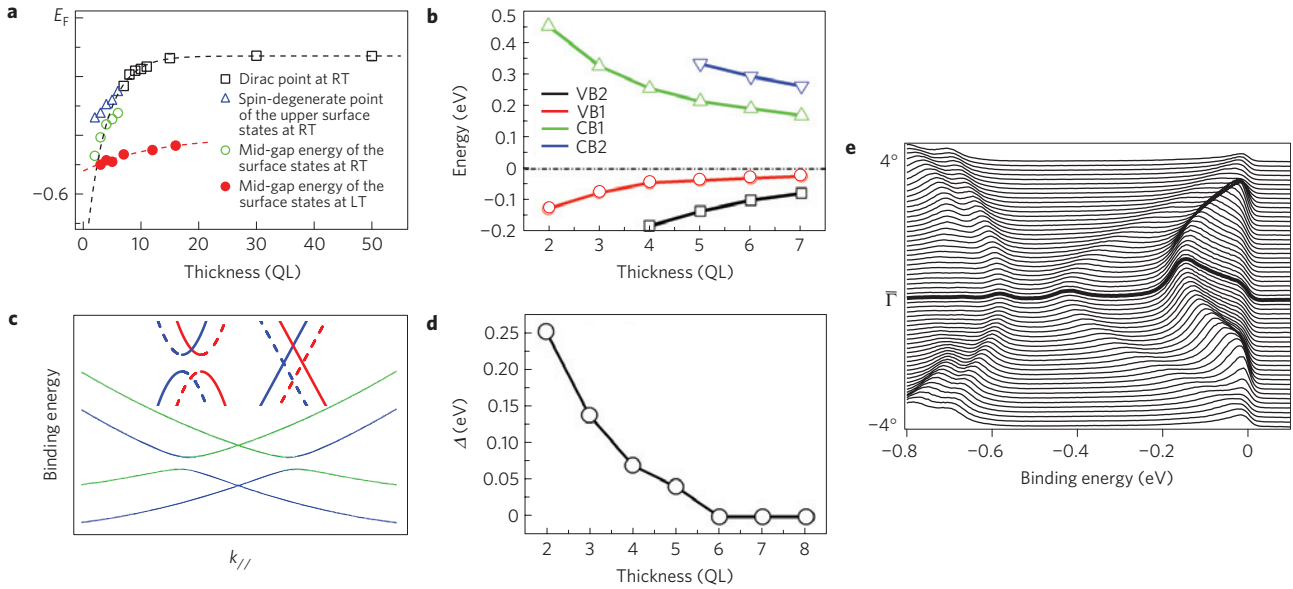 a
E_F
−0.6
0
10
20
30
40
50
Thickness (QL)
Dirac point at RT
Spin-degenerate point
of the upper surface
states at RT
Mid-gap energy of the
surface states at RT
Mid-gap energy of the
surface states at LT
b
0.5
0.4
0.3
0.2
0.1
0
−0.1
−0.2
Energy (eV)
VB2
VB1
CB1
CB2
2
3
4
5
6
7
Thickness (QL)
c
Binding energy
k_//
d
0.25
0.20
0.15
0.10
0.05
0
Δ (eV)
2
3
4
5
6
7
8
Thickness (QL)
e
4°
Γ̅
−4°
−0.8
−0.6
−0.4
−0.2
0
Binding energy (eV)